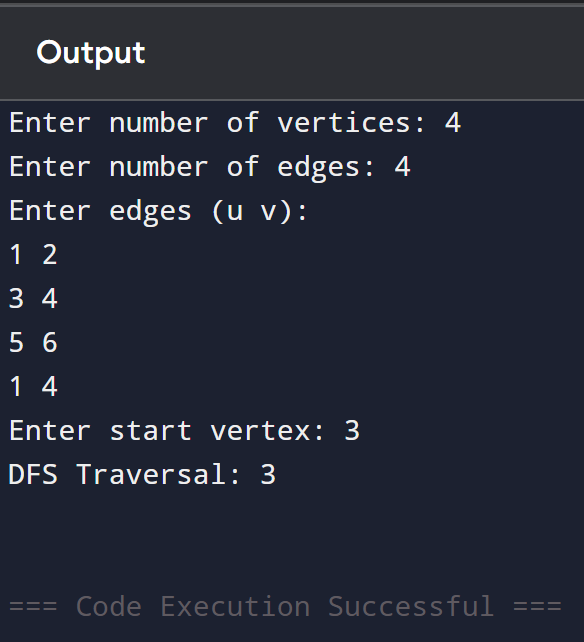 Output
Enter number of vertices: 4
Enter number of edges: 4
Enter edges (u v):
1 2
3 4
5 6
1 4
Enter start vertex: 3
DFS Traversal: 3
=== Code Execution Successful ===